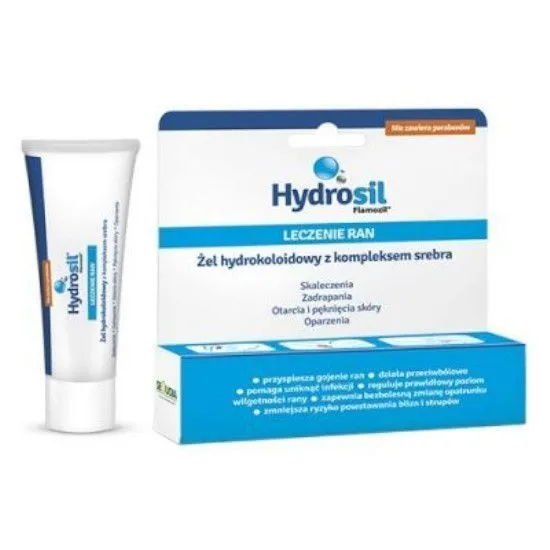 Nie zawiera parabenów
Hydrosil
Flamozil®
LECZENIE RAN
Żel hydrokoloidowy z kompleksem srebra
Skaleczenia
Zadrapania
Otarcia i pęknięcia skóry
Oparzenia
• przyspiesza gojenie ran • działa przeciwbólowo
• pomaga uniknąć infekcji • reguluje prawidłowy poziom
wilgotności rany • zapewnia bezbolesną zmianę opatrunku
• zmniejsza ryzyko powstawania blizn i strupów
Hydrosil
Flamozil®
LECZENIE RAN
Żel hydrokoloidowy z kompleksem srebra